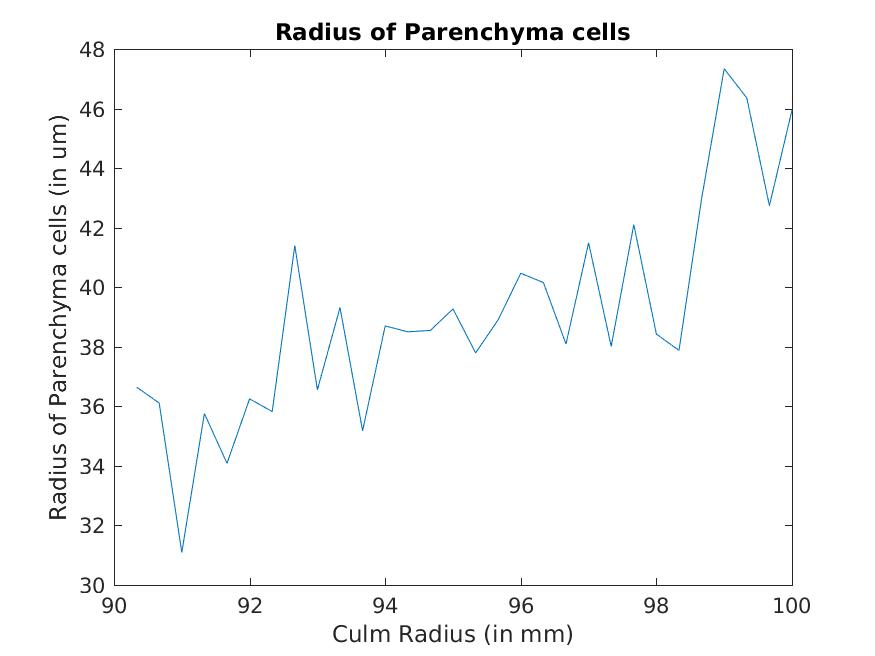 Radius of Parenchyma cells
48
46
44
42
40
38
36
34
32
30
Radius of Parenchyma cells (in um)
90 92 94 96 98 100
Culm Radius (in mm)